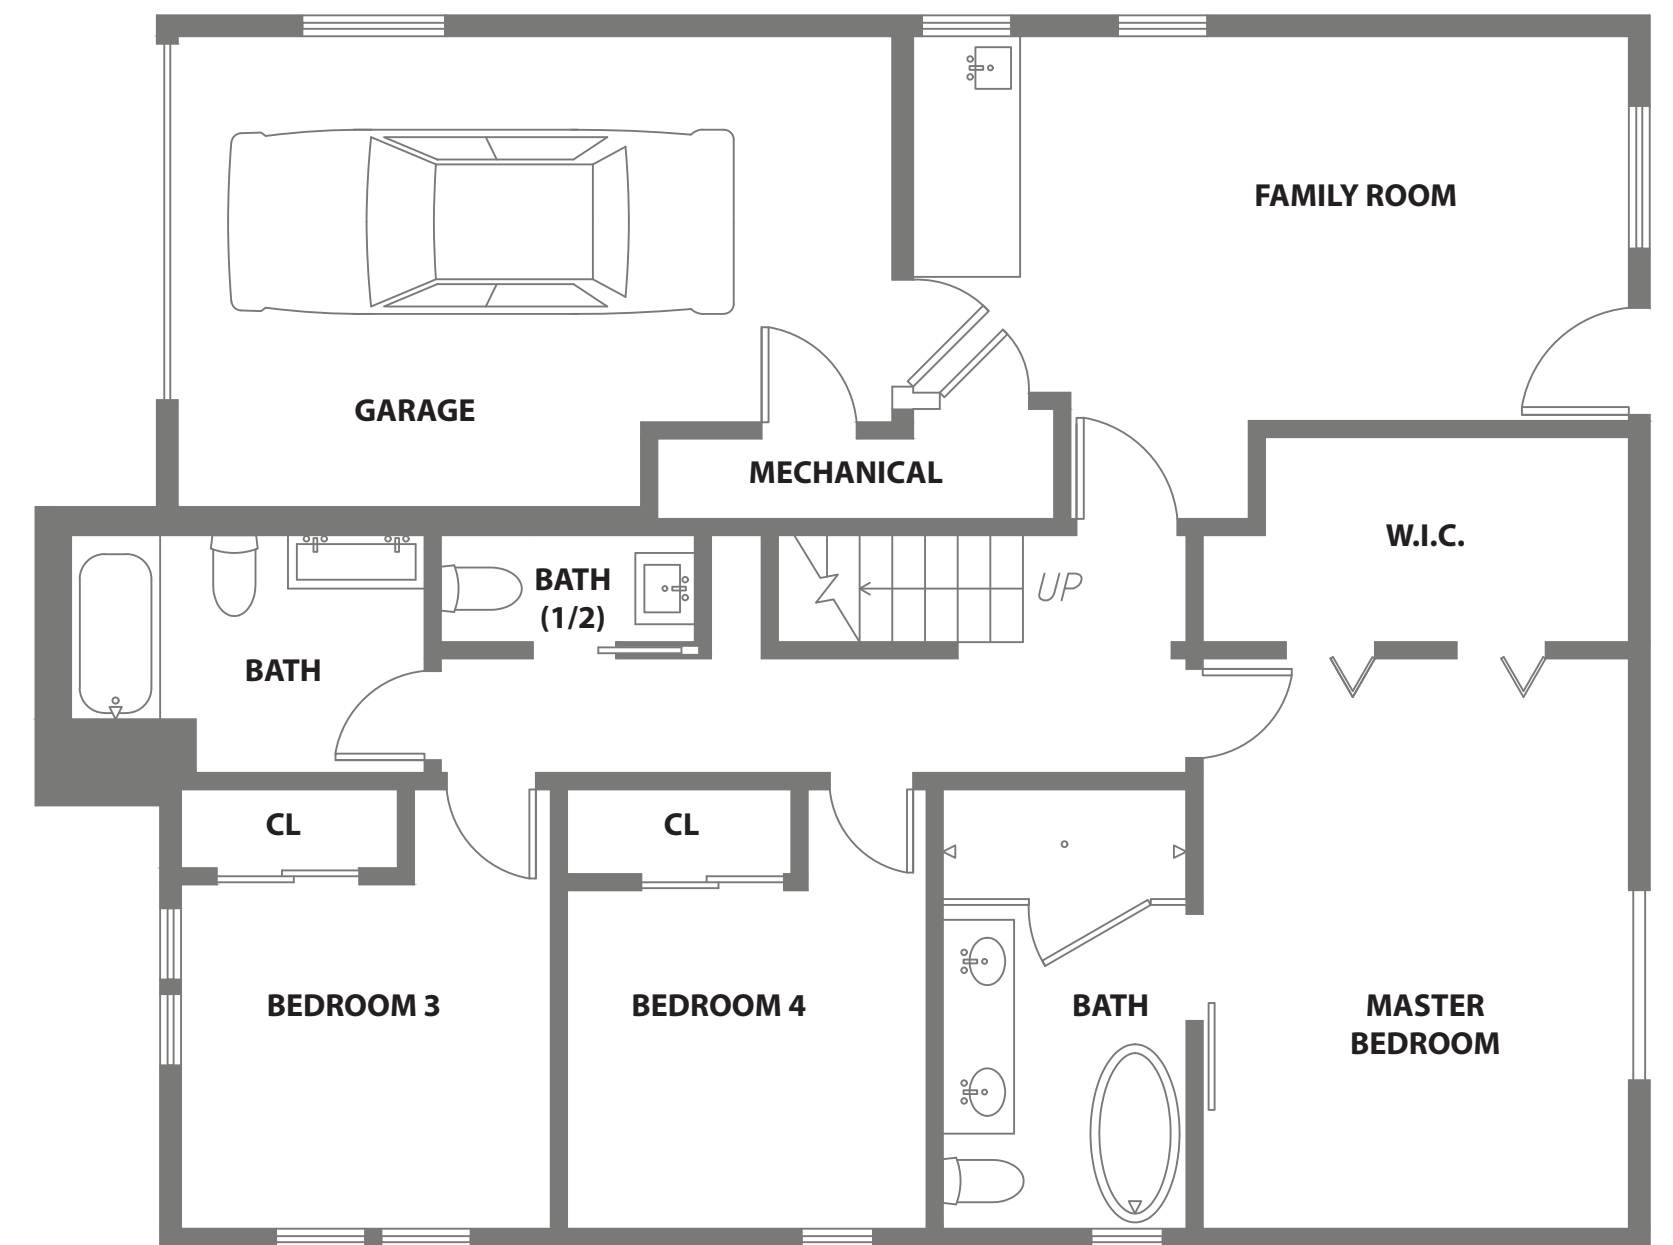 FAMILY ROOM
GARAGE
MECHANICAL
W.I.C.
BATH
(1/2)
UP
BATH
CL
CL
BEDROOM 3
BEDROOM 4
BATH
MASTER
BEDROOM